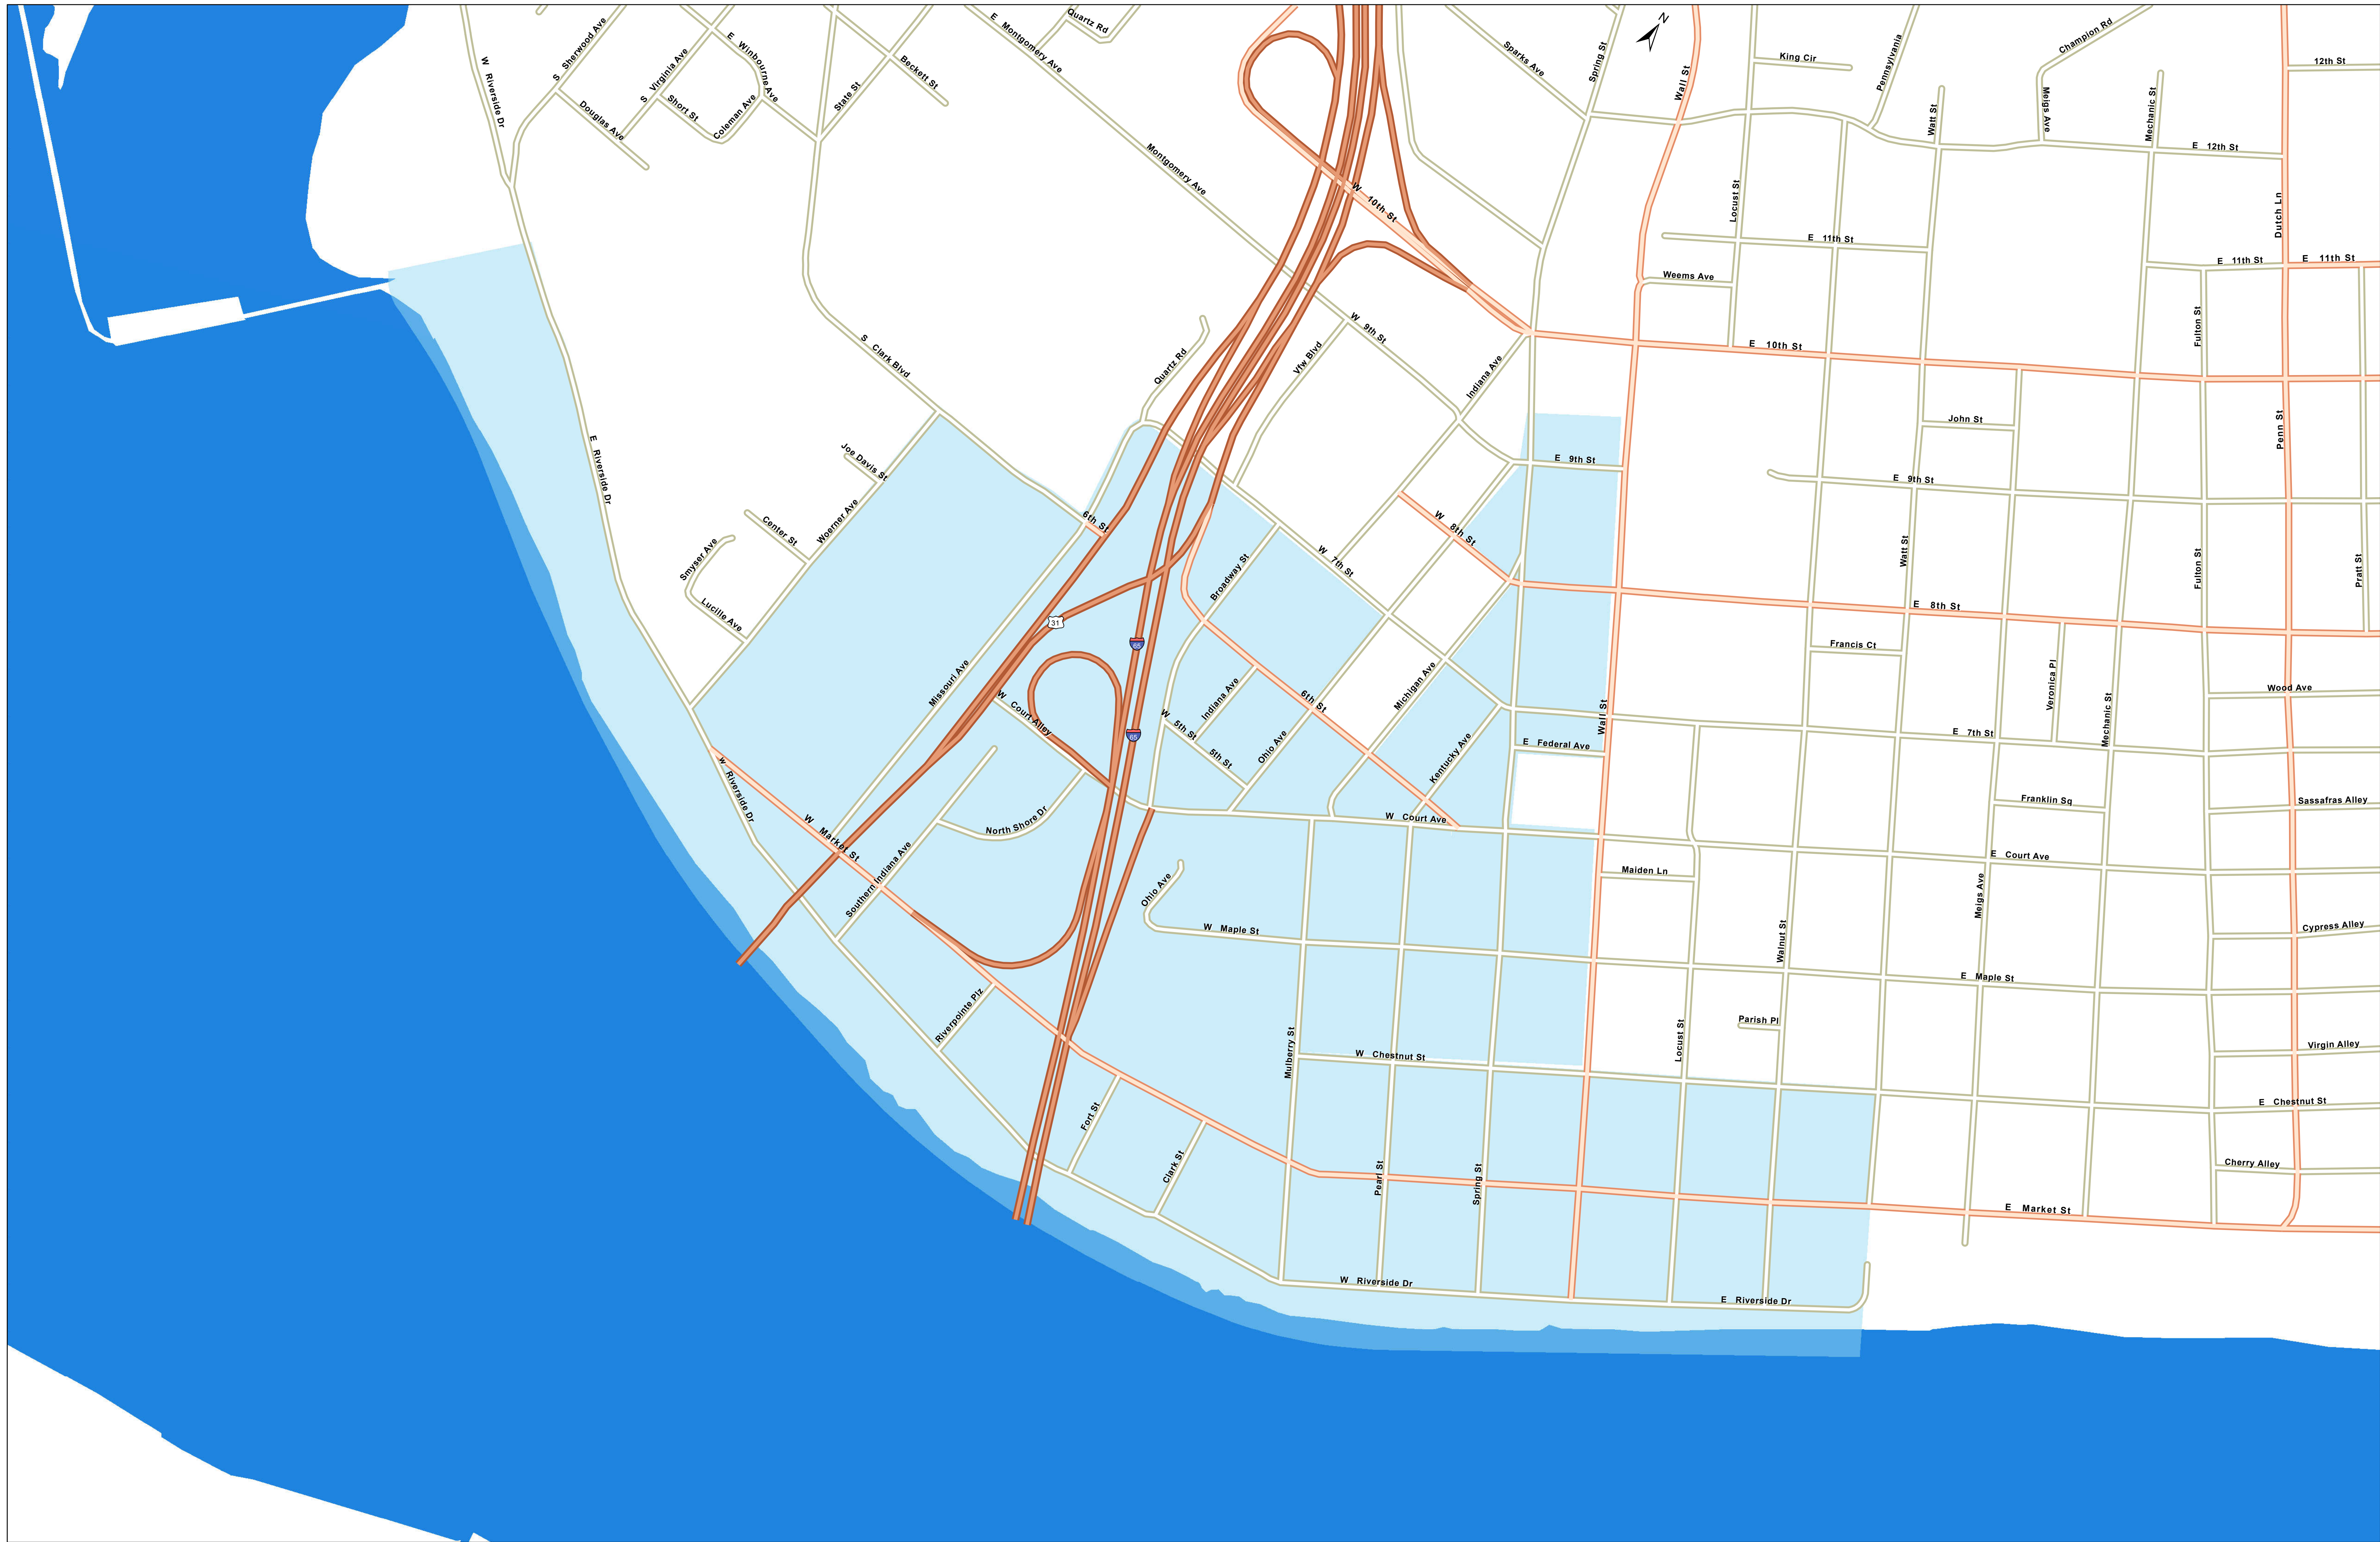 N
W Riverside Dr
S Sherwood Ave
S Virginia Ave
E Winbourne Ave
Douglas Ave
Short St
Coleman Ave
State St
Beckett St
E Montgomery Ave
Quartz Rd
Montgomery Ave
Sparks Ave
Spring St
Wall St
King Cir
Pennsylvania
Champion Rd
12th St
Watt St
Meigs Ave
Mechanic St
E 12th St
W 10th St
Locust St
Dutch Ln
E 11th St
E 11th St
E 11th St
Weems Ave
Fulton St
E 10th St
S Clark Blvd
Quartz Rd
W 9th St
Vfw Blvd
Indiana Ave
John St
Penn St
E Riverside Dr
Joe Davis St
E 9th St
E 9th St
Woerner Ave
Center St
6th St
W 8th St
Smyser Ave
Lucille Ave
Broadway St
W 7th St
Watt St
Fulton St
Pratt St
31
65
E 8th St
Francis Ct
Missouri Ave
W Court Alley
Indiana Ave
6th St
Michigan Ave
Veronica Pl
Wood Ave
W 5th St
5th St
Ohio Ave
Kentucky Ave
Wall St
Mechanic St
65
E Federal Ave
E 7th St
W Riverside Dr
W Market St
North Shore Dr
W Court Ave
Franklin Sq
Sassafras Alley
Southern Indiana Ave
Ohio Ave
Maiden Ln
E Court Ave
Meigs Ave
W Maple St
Walnut St
Cypress Alley
E Maple St
Riverpointe Plz
Parish Pl
Locust St
Mulberry St
W Chestnut St
Virgin Alley
Fort St
E Chestnut St
Clark St
Pearl St
Spring St
Cherry Alley
E Market St
W Riverside Dr
E Riverside Dr